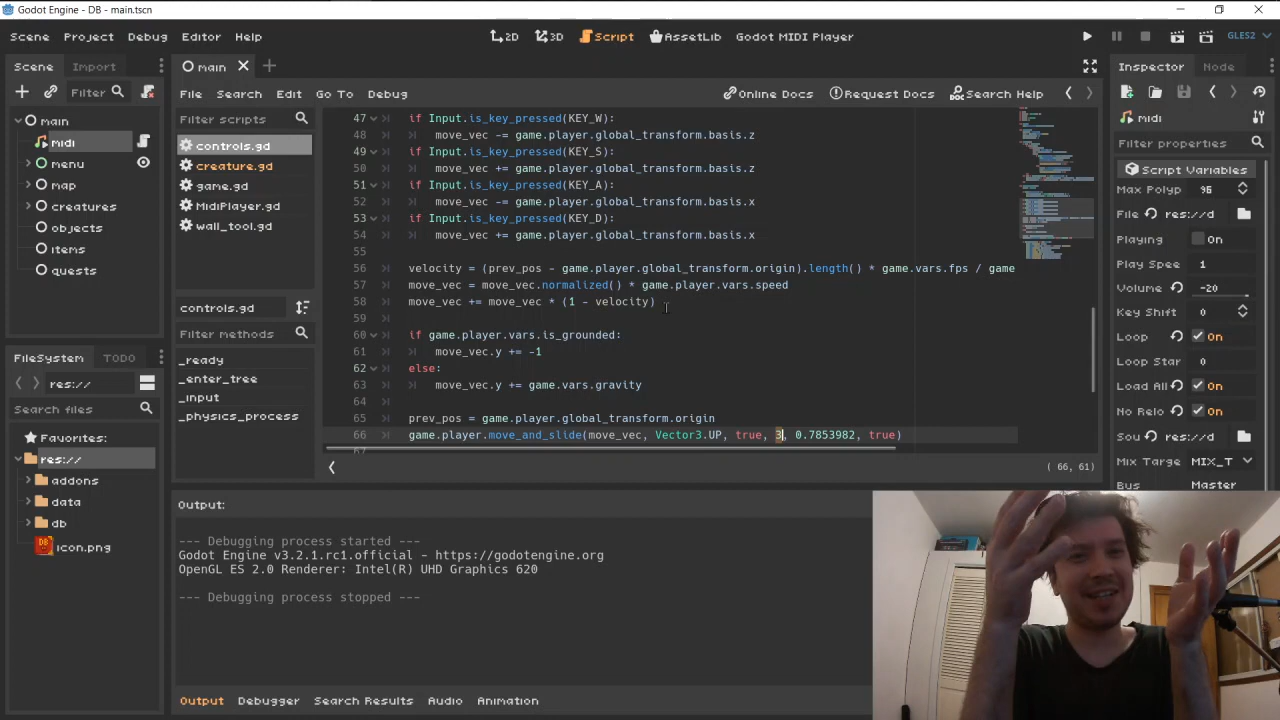 Godot Engine - DB - main.tscn
Scene Project Debug Editor Help
2D 3D Script AssetLib Godot MIDI Player
GLES2
Scene Import
Filter
main
midi
menu
map
creatures
objects
items
quests
FileSystem TODO
res://
Search files
Favorites:
res://
addons
data
db
icon.png
main
File Search Edit Go To Debug
Online Docs Request Docs Search Help
Filter scripts
controls.gd
creature.gd
game.gd
MidiPlayer.gd
wall_tool.gd
controls.gd
Filter methods
_ready
_enter_tree
_input
_physics_process
47 if Input.is_key_pressed(KEY_W):
48 move_vec -= game.player.global_transform.basis.z
49 if Input.is_key_pressed(KEY_S):
50 move_vec += game.player.global_transform.basis.z
51 if Input.is_key_pressed(KEY_A):
52 move_vec -= game.player.global_transform.basis.x
53 if Input.is_key_pressed(KEY_D):
54 move_vec += game.player.global_transform.basis.x
55
56 velocity = (prev_pos - game.player.global_transform.origin).length() * game.vars.fps / game
57 move_vec = move_vec.normalized() * game.player.vars.speed
58 move_vec += move_vec * (1 - velocity)
59
60 if game.player.vars.is_grounded:
61 move_vec.y += -1
62 else:
63 move_vec.y += game.vars.gravity
64
65 prev_pos = game.player.global_transform.origin
66 game.player.move_and_slide(move_vec, Vector3.UP, true, 3, 0.7853982, true)
67
( 66, 61)
Output:
--- Debugging process started ---
Godot Engine v3.2.1.rc1.official - https://godotengine.org
OpenGL ES 2.0 Renderer: Intel(R) UHD Graphics 620
--- Debugging process stopped ---
Output Debugger Search Results Audio Animation
Inspector Node
midi
Filter properties
Script Variables
Max Polyp 96
File res://d
Playing On
Play Spee 1
Volume -20
Key Shift 0
Loop On
Loop Star 0
Load All On
No Relo On
Sou res://d
Mix Targe MIX_T
Bus Master